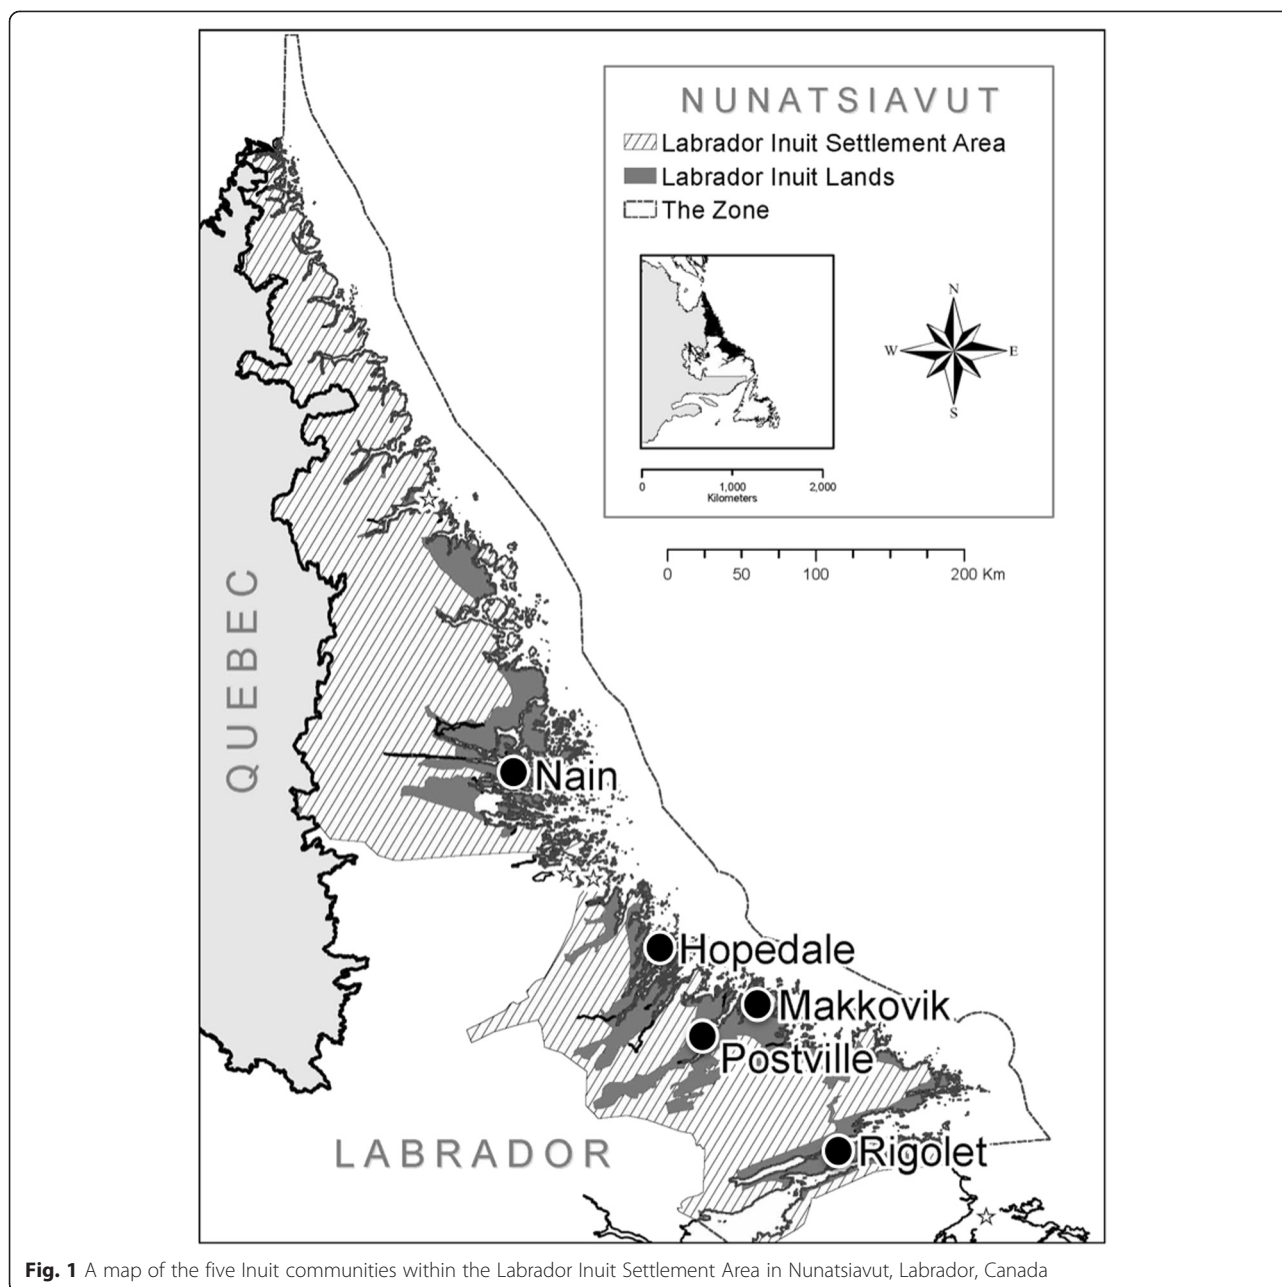 NUNATSIAVUT
Labrador Inuit Settlement Area
Labrador Inuit Lands
The Zone
N
W E
S
0 1,000 2,000
Kilometers
0 50 100 200 Km
QUEBEC
Nain
Hopedale
Makkovik
Postville
LABRADOR
Rigolet
Fig. 1 A map of the five Inuit communities within the Labrador Inuit Settlement Area in Nunatsiavut, Labrador, Canada